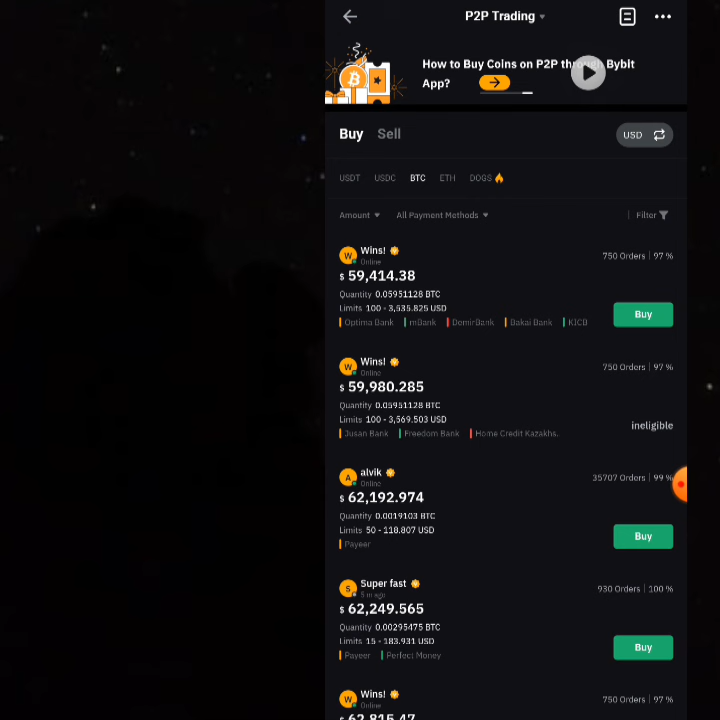 P2P Trading
How to Buy Coins on P2P through Bybit
App?
Buy Sell USD
USDT USDC BTC ETH DOGS
Amount All Payment Methods Filter
W Wins! 750 Orders | 97 %
Online
$ 59,414.38
Quantity 0.05951128 BTC
Limits 100 - 3,535.825 USD
Buy
Optima Bank mBank DemirBank Bakai Bank KICB
W Wins! 750 Orders | 97 %
Online
$ 59,980.285
Quantity 0.05951128 BTC
Limits 100 - 3,569.503 USD
ineligible
Jusan Bank Freedom Bank Home Credit Kazakhs.
A alvik 35707 Orders | 99 %
Online
$ 62,192.974
Quantity 0.0019103 BTC
Limits 50 - 118.807 USD
Buy
Payeer
S Super fast 930 Orders | 100 %
5 m ago
$ 62,249.565
Quantity 0.00295475 BTC
Limits 15 - 183.931 USD
Buy
Payeer Perfect Money
W Wins! 750 Orders | 97 %
Online
62,815.47